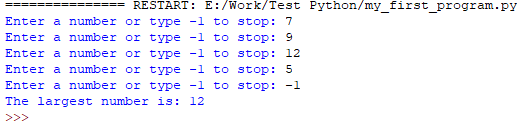 =============== RESTART: E:/Work/Test Python/my_first_program.py
Enter a number or type -1 to stop: 7
Enter a number or type -1 to stop: 9
Enter a number or type -1 to stop: 12
Enter a number or type -1 to stop: 5
Enter a number or type -1 to stop: -1
The largest number is: 12
>>>